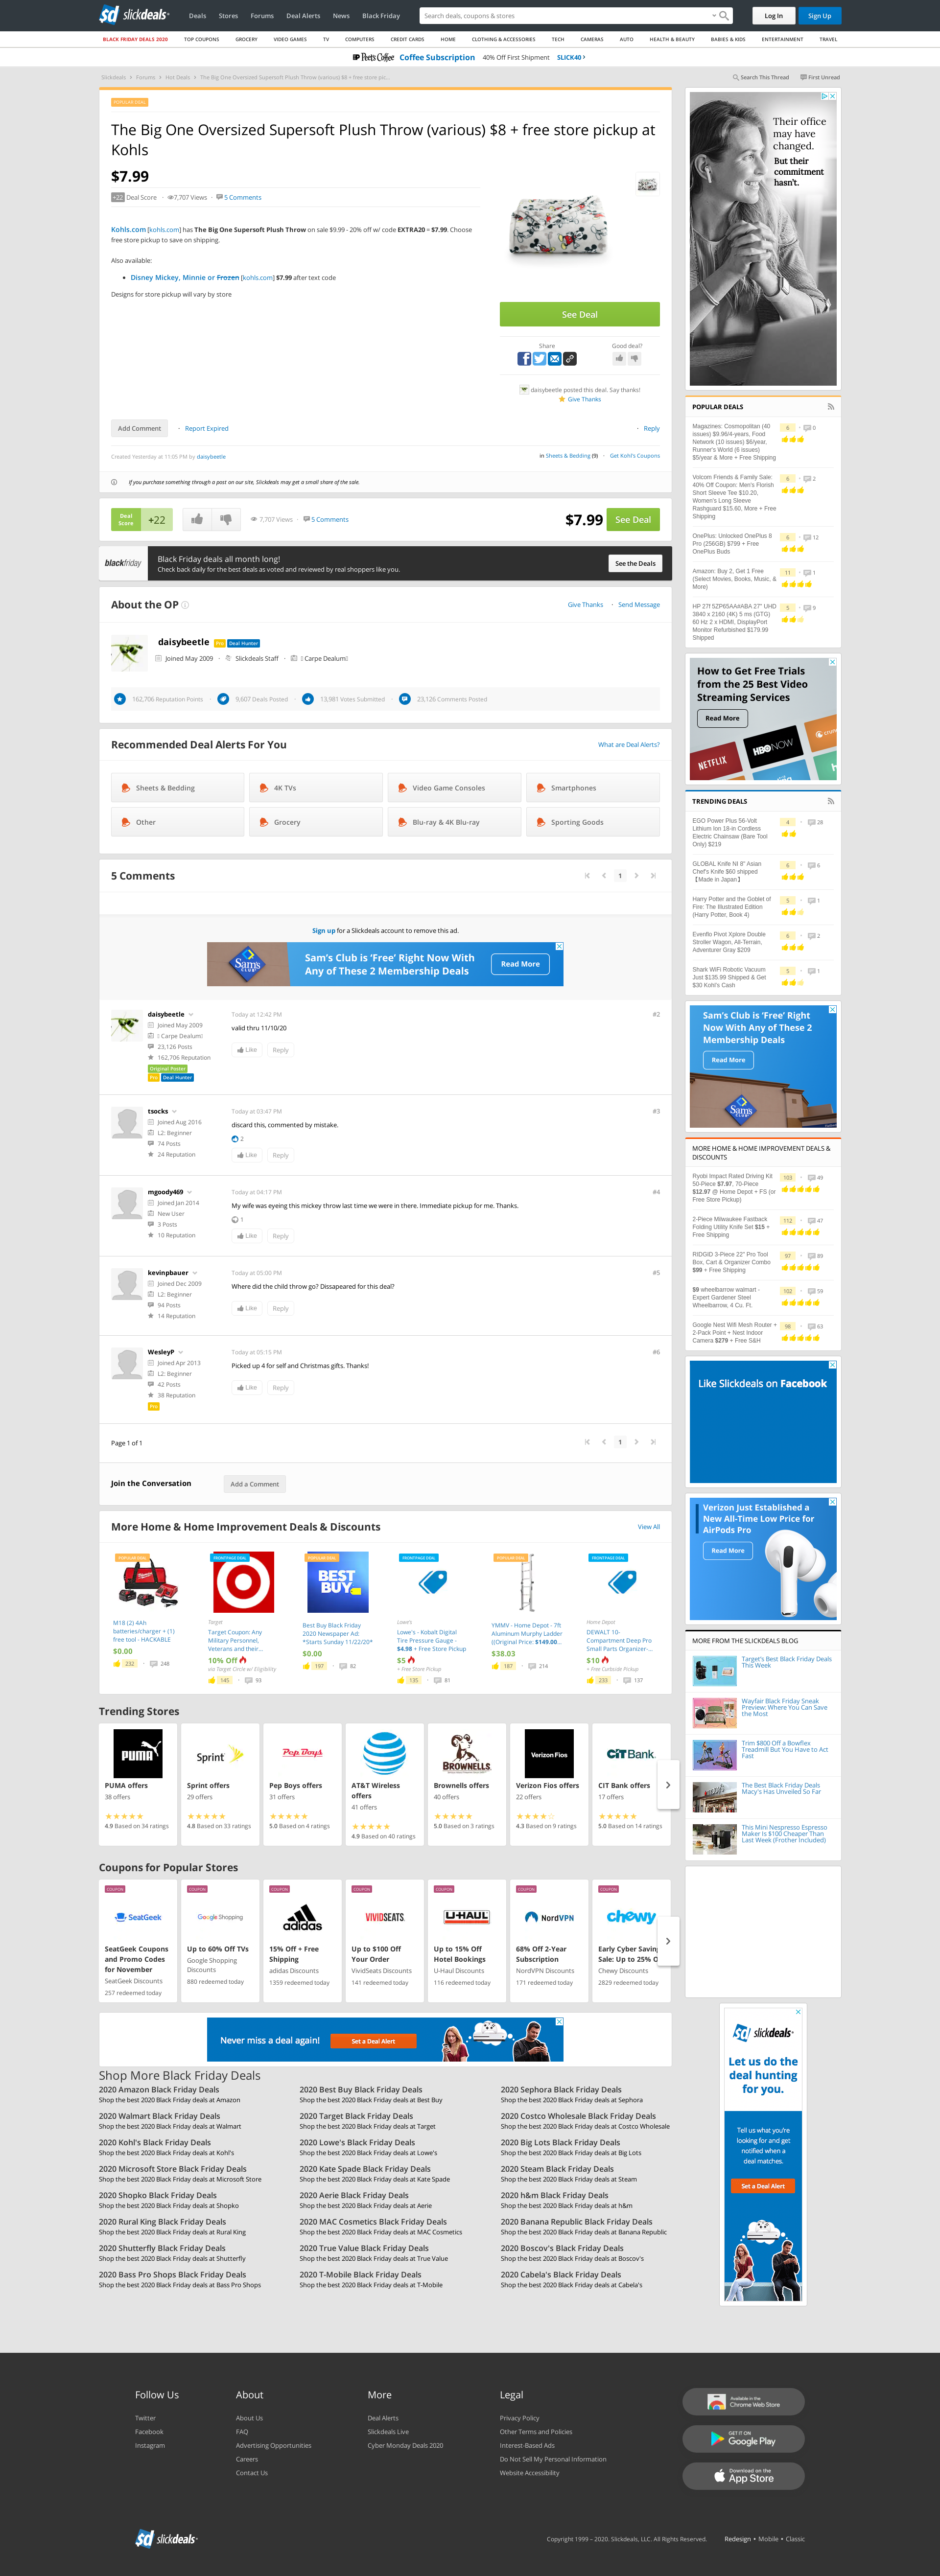 slickdeals
Deals Stores Forums Deal Alerts News Black Friday
Search deals, coupons & stores
Log In Sign Up
BLACK FRIDAY DEALS 2020 TOP COUPONS GROCERY VIDEO GAMES TV COMPUTERS CREDIT CARDS HOME CLOTHING & ACCESSORIES TECH CAMERAS AUTO HEALTH & BEAUTY BABIES & KIDS ENTERTAINMENT TRAVEL
Peet's Coffee Coffee Subscription 40% Off First Shipment SLICK40 ›
Slickdeals › Forums › Hot Deals › The Big One Oversized Supersoft Plush Throw (various) $8 + free store pic...
Search This Thread First Unread
POPULAR DEAL
The Big One Oversized Supersoft Plush Throw (various) $8 + free store pickup at
Kohls
$7.99
+22 Deal Score 7,707 Views 5 Comments
Kohls.com [kohls.com] has The Big One Supersoft Plush Throw on sale $9.99 - 20% off w/ code EXTRA20 = $7.99. Choose
free store pickup to save on shipping.
Also available:
Disney Mickey, Minnie or Frozen [kohls.com] $7.99 after text code
Designs for store pickup will vary by store
See Deal
Share
Good deal?
daisybeetle posted this deal. Say thanks!
Give Thanks
Add Comment Report Expired Reply
Created Yesterday at 11:05 PM by daisybeetle
in Sheets & Bedding (9) Get Kohl's Coupons
If you purchase something through a post on our site, Slickdeals may get a small share of the sale.
Deal
Score +22 7,707 Views 5 Comments $7.99 See Deal
blackfriday
Black Friday deals all month long!
Check back daily for the best deals as voted and reviewed by real shoppers like you.
See the Deals
About the OP
Give Thanks Send Message
daisybeetle Pro Deal Hunter
Joined May 2009 Slickdeals Staff Carpe Dealum
162,706 Reputation Points 9,607 Deals Posted 13,981 Votes Submitted 23,126 Comments Posted
Recommended Deal Alerts For You
What are Deal Alerts?
Sheets & Bedding 4K TVs Video Game Consoles Smartphones
Other Grocery Blu-ray & 4K Blu-ray Sporting Goods
5 Comments
1
Sign up for a Slickdeals account to remove this ad.
Sam's CLUB
Sam's Club is 'Free' Right Now With
Any of These 2 Membership Deals
Read More
daisybeetle
Joined May 2009
Carpe Dealum
23,126 Posts
162,706 Reputation
Original Poster
Pro Deal Hunter
Today at 12:42 PM
#2
valid thru 11/10/20
Like Reply
tsocks
Joined Aug 2016
L2: Beginner
74 Posts
24 Reputation
Today at 03:47 PM
#3
discard this, commented by mistake.
2
Like Reply
mgoody469
Joined Jan 2014
New User
3 Posts
10 Reputation
Today at 04:17 PM
#4
My wife was eyeing this mickey throw last time we were in there. Immediate pickup for me. Thanks.
1
Like Reply
kevinpbauer
Joined Dec 2009
L2: Beginner
94 Posts
14 Reputation
Today at 05:00 PM
#5
Where did the child throw go? Dissapeared for this deal?
Like Reply
WesleyP
Joined Apr 2013
L2: Beginner
42 Posts
38 Reputation
Pro
Today at 05:15 PM
#6
Picked up 4 for self and Christmas gifts. Thanks!
Like Reply
Page 1 of 1
1
Join the Conversation
Add a Comment
More Home & Home Improvement Deals & Discounts
View All
POPULAR DEAL
M18 (2) 4Ah
batteries/charger + (1)
free tool - HACKABLE
$0.00
232 248
FRONTPAGE DEAL
Target
Target Coupon: Any
Military Personnel,
Veterans and their...
10% Off
via Target Circle w/ Eligibility
145 93
POPULAR DEAL
BEST BUY
Best Buy Black Friday
2020 Newspaper Ad:
*Starts Sunday 11/22/20*
$0.00
197 82
FRONTPAGE DEAL
Lowe's
Lowe's - Kobalt Digital
Tire Pressure Gauge -
$4.98 + Free Store Pickup
$5
+ Free Store Pickup
135 81
POPULAR DEAL
YMMV - Home Depot - 7ft
Aluminum Murphy Ladder
((Original Price: $149.00...
$38.03
187 214
FRONTPAGE DEAL
Home Depot
DEWALT 10-
Compartment Deep Pro
Small Parts Organizer-...
$10
+ Free Curbside Pickup
233 137
Trending Stores
PUMA
PUMA offers
38 offers
4.9 Based on 34 ratings
Sprint
Sprint offers
29 offers
4.8 Based on 33 ratings
Pep Boys
Pep Boys offers
31 offers
5.0 Based on 4 ratings
AT&T Wireless
offers
41 offers
4.9 Based on 40 ratings
BROWNELLS
Brownells offers
40 offers
5.0 Based on 3 ratings
Verizon Fios
Verizon Fios offers
22 offers
4.3 Based on 9 ratings
CIT BANK
CIT Bank offers
17 offers
5.0 Based on 14 ratings
Coupons for Popular Stores
COUPON
SeatGeek
SeatGeek Coupons
and Promo Codes
for November
SeatGeek Discounts
257 redeemed today
COUPON
Google Shopping
Up to 60% Off TVs
Google Shopping
Discounts
880 redeemed today
COUPON
adidas
15% Off + Free
Shipping
adidas Discounts
1359 redeemed today
COUPON
VIVIDSEATS
Up to $100 Off
Your Order
VividSeats Discounts
141 redeemed today
COUPON
U-HAUL
Up to 15% Off
Hotel Bookings
U-Haul Discounts
116 redeemed today
COUPON
NordVPN
68% Off 2-Year
Subscription
NordVPN Discounts
171 redeemed today
COUPON
chewy
Early Cyber Saving
Sale: Up to 25% O
Chewy Discounts
2829 redeemed today
Never miss a deal again!
Set a Deal Alert
Shop More Black Friday Deals
2020 Amazon Black Friday Deals
Shop the best 2020 Black Friday deals at Amazon
2020 Best Buy Black Friday Deals
Shop the best 2020 Black Friday deals at Best Buy
2020 Sephora Black Friday Deals
Shop the best 2020 Black Friday deals at Sephora
2020 Walmart Black Friday Deals
Shop the best 2020 Black Friday deals at Walmart
2020 Target Black Friday Deals
Shop the best 2020 Black Friday deals at Target
2020 Costco Wholesale Black Friday Deals
Shop the best 2020 Black Friday deals at Costco Wholesale
2020 Kohl's Black Friday Deals
Shop the best 2020 Black Friday deals at Kohl's
2020 Lowe's Black Friday Deals
Shop the best 2020 Black Friday deals at Lowe's
2020 Big Lots Black Friday Deals
Shop the best 2020 Black Friday deals at Big Lots
2020 Microsoft Store Black Friday Deals
Shop the best 2020 Black Friday deals at Microsoft Store
2020 Kate Spade Black Friday Deals
Shop the best 2020 Black Friday deals at Kate Spade
2020 Steam Black Friday Deals
Shop the best 2020 Black Friday deals at Steam
2020 Shopko Black Friday Deals
Shop the best 2020 Black Friday deals at Shopko
2020 Aerie Black Friday Deals
Shop the best 2020 Black Friday deals at Aerie
2020 h&m Black Friday Deals
Shop the best 2020 Black Friday deals at h&m
2020 Rural King Black Friday Deals
Shop the best 2020 Black Friday deals at Rural King
2020 MAC Cosmetics Black Friday Deals
Shop the best 2020 Black Friday deals at MAC Cosmetics
2020 Banana Republic Black Friday Deals
Shop the best 2020 Black Friday deals at Banana Republic
2020 Shutterfly Black Friday Deals
Shop the best 2020 Black Friday deals at Shutterfly
2020 True Value Black Friday Deals
Shop the best 2020 Black Friday deals at True Value
2020 Boscov's Black Friday Deals
Shop the best 2020 Black Friday deals at Boscov's
2020 Bass Pro Shops Black Friday Deals
Shop the best 2020 Black Friday deals at Bass Pro Shops
2020 T-Mobile Black Friday Deals
Shop the best 2020 Black Friday deals at T-Mobile
2020 Cabela's Black Friday Deals
Shop the best 2020 Black Friday deals at Cabela's
Their office
may have
changed.
But their
commitment
hasn't.
POPULAR DEALS
Magazines: Cosmopolitan (40
issues) $9.96/4-years, Food
Network (10 issues) $6/year,
Runner's World (6 issues)
$5/year & More + Free Shipping
6 0
Volcom Friends & Family Sale:
40% Off Coupon: Men's Florish
Short Sleeve Tee $10.20,
Women's Long Sleeve
Rashguard $15.60, More + Free
Shipping
6 2
OnePlus: Unlocked OnePlus 8
Pro (256GB) $799 + Free
OnePlus Buds
6 12
Amazon: Buy 2, Get 1 Free
(Select Movies, Books, Music, &
More)
11 1
HP 27f 5ZP65AA#ABA 27" UHD
3840 x 2160 (4K) 5 ms (GTG)
60 Hz 2 x HDMI, DisplayPort
Monitor Refurbished $179.99
Shipped
5 9
How to Get Free Trials
from the 25 Best Video
Streaming Services
Read More
NETFLIX HBO NOW crunchyroll
TRENDING DEALS
EGO Power Plus 56-Volt
Lithium Ion 18-in Cordless
Electric Chainsaw (Bare Tool
Only) $219
4 28
GLOBAL Knife NI 8" Asian
Chef's Knife $60 shipped
【Made in Japan】
6 6
Harry Potter and the Goblet of
Fire: The Illustrated Edition
(Harry Potter, Book 4)
5 1
Evenflo Pivot Xplore Double
Stroller Wagon, All-Terrain,
Adventurer Gray $209
6 2
Shark WiFi Robotic Vacuum
Just $135.99 Shipped & Get
$30 Kohl's Cash
5 1
Sam's Club is 'Free' Right
Now With Any of These 2
Membership Deals
Read More
Sam's CLUB
MORE HOME & HOME IMPROVEMENT DEALS &
DISCOUNTS
Ryobi Impact Rated Driving Kit
50-Piece $7.97, 70-Piece
$12.97 @ Home Depot + FS (or
Free Store Pickup)
103 49
2-Piece Milwaukee Fastback
Folding Utility Knife Set $15 +
Free Shipping
112 47
RIDGID 3-Piece 22" Pro Tool
Box, Cart & Organizer Combo
$99 + Free Shipping
97 89
$9 wheelbarrow walmart -
Expert Gardener Steel
Wheelbarrow, 4 Cu. Ft.
102 59
Google Nest Wifi Mesh Router +
2-Pack Point + Nest Indoor
Camera $279 + Free S&H
98 63
Like Slickdeals on Facebook
Verizon Just Established a
New All-Time Low Price for
AirPods Pro
Read More
MORE FROM THE SLICKDEALS BLOG
Target's Best Black Friday Deals
This Week
Wayfair Black Friday Sneak
Preview: Where You Can Save
the Most
Trim $800 Off a Bowflex
Treadmill But You Have to Act
Fast
The Best Black Friday Deals
Macy's Has Unveiled So Far
This Mini Nespresso Espresso
Maker Is $100 Cheaper Than
Last Week (Frother Included)
slickdeals
Let us do the
deal hunting
for you.
Tell us what you're
looking for and get
notified when a
deal matches.
Set a Deal Alert
Follow Us
Twitter
Facebook
Instagram
About
About Us
FAQ
Advertising Opportunities
Careers
Contact Us
More
Deal Alerts
Slickdeals Live
Cyber Monday Deals 2020
Legal
Privacy Policy
Other Terms and Policies
Interest-Based Ads
Do Not Sell My Personal Information
Website Accessibility
Available in the
Chrome Web Store
GET IT ON
Google Play
Download on the
App Store
slickdeals
Copyright 1999 – 2020. Slickdeals, LLC. All Rights Reserved. Redesign • Mobile • Classic